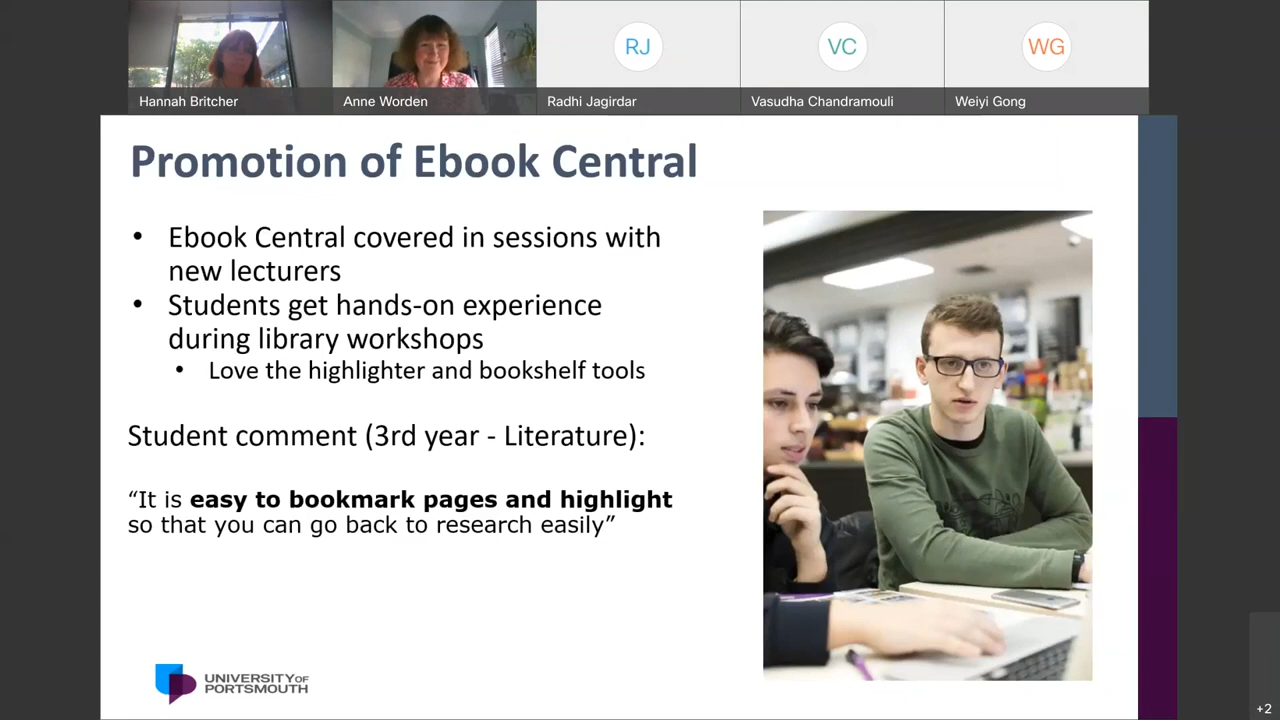 RJ
VC
WG
Hannah Britcher
Anne Worden
Radhi Jagirdar
Vasudha Chandramouli
Weiyi Gong
Promotion of Ebook Central
• Ebook Central covered in sessions with
new lecturers
• Students get hands-on experience
during library workshops
• Love the highlighter and bookshelf tools
Student comment (3rd year - Literature):
“It is easy to bookmark pages and highlight
so that you can go back to research easily”
UNIVERSITY OF
PORTSMOUTH
+2